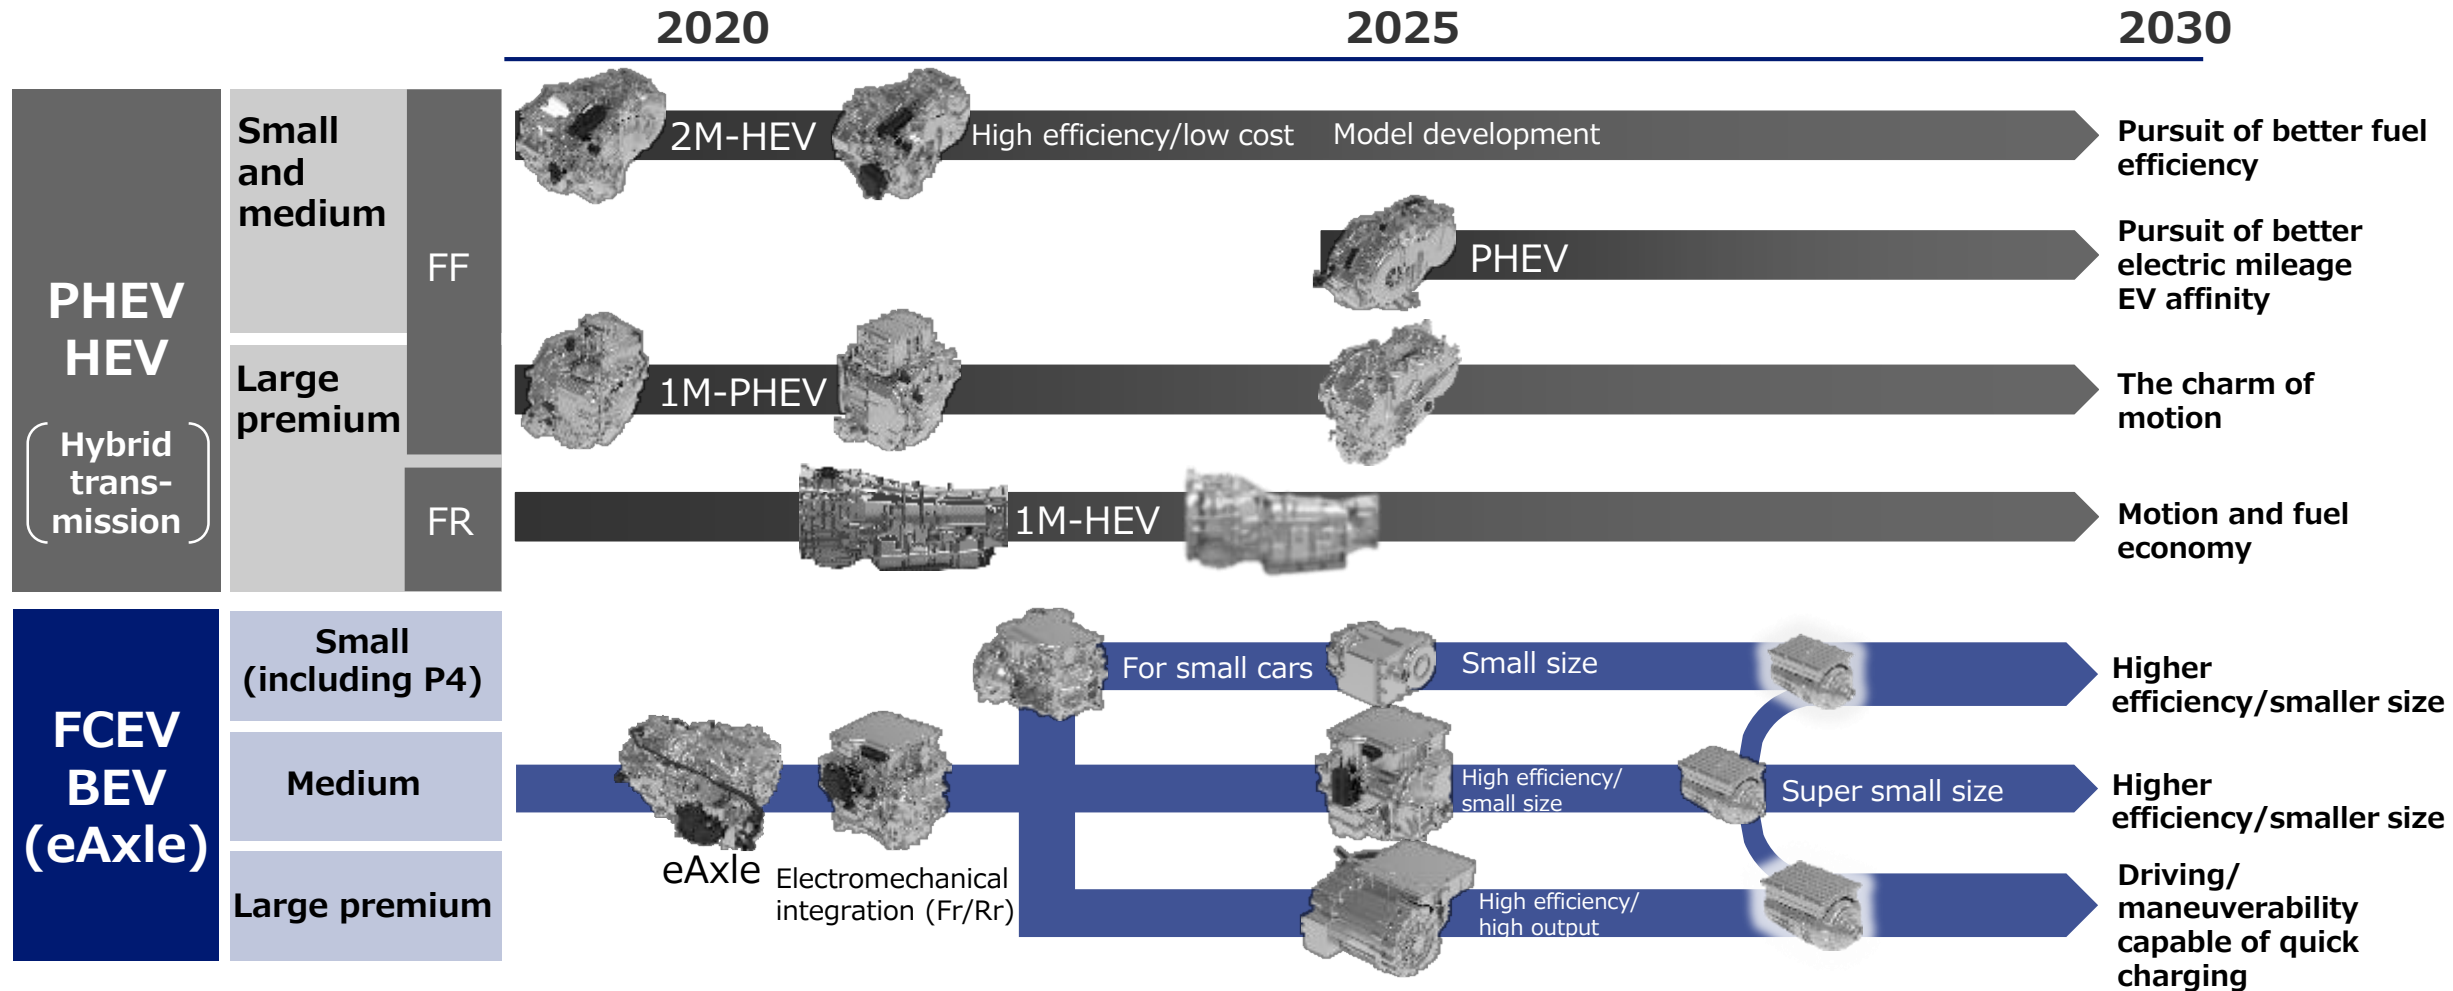 2020
2025
2030
PHEV
HEV
Hybrid
trans-
mission
Small
and
medium
FF
2M-HEV
High efficiency/low cost
Model development
Pursuit of better fuel
efficiency
PHEV
Pursuit of better
electric mileage
EV affinity
Large
premium
1M-PHEV
The charm of
motion
FR
1M-HEV
Motion and fuel
economy
FCEV
BEV
(eAxle)
Small
(including P4)
For small cars
Small size
Higher
efficiency/smaller size
Medium
eAxle
Electromechanical
integration (Fr/Rr)
High efficiency/
small size
Super small size
Higher
efficiency/smaller size
Large premium
High efficiency/
high output
Driving/
maneuverability
capable of quick
charging